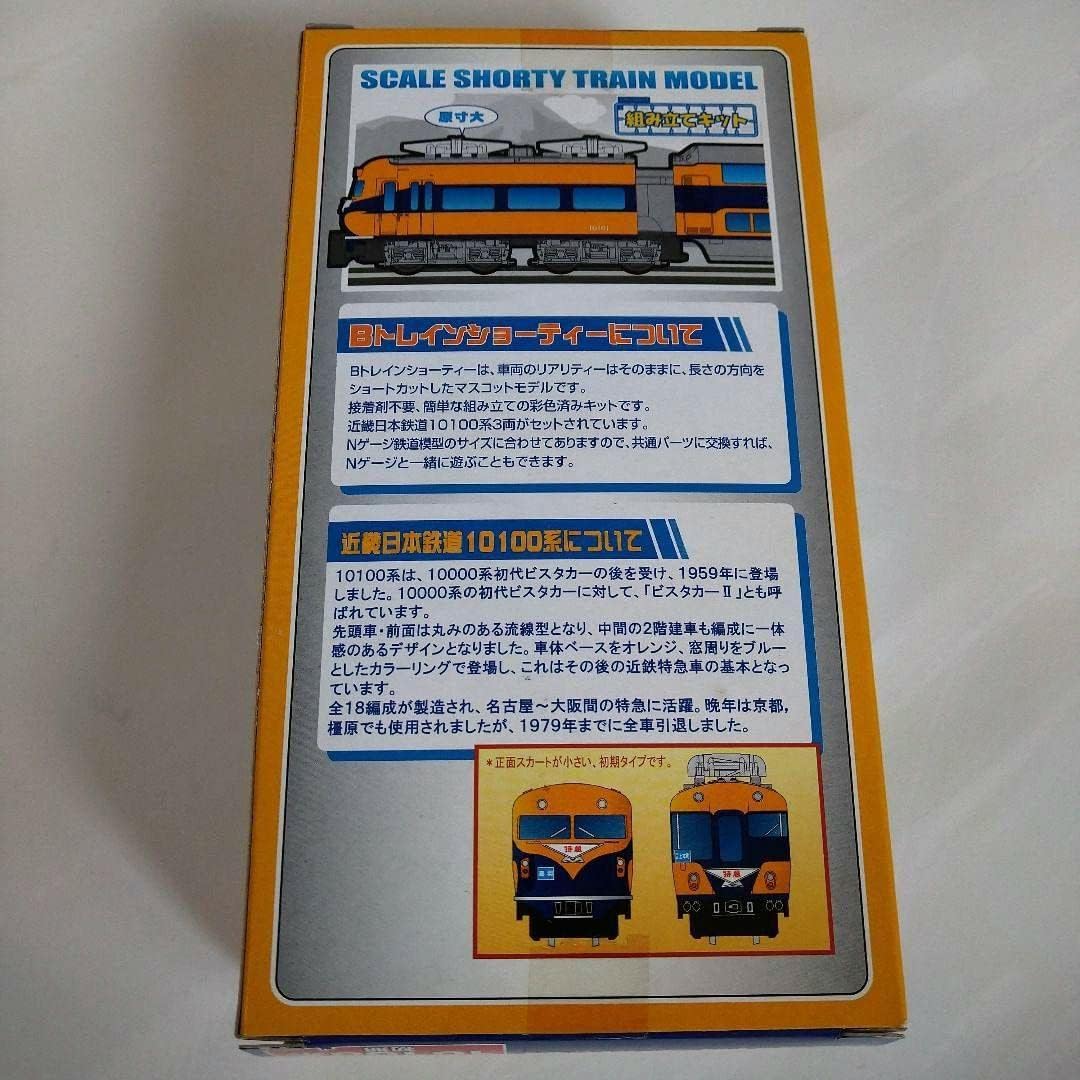 SCALE SHORTY TRAIN MODEL
原寸大
組み立てキット
10101
Bトレインショーティーについて
Bトレインショーティーは、車両のリアリティーはそのままに、長さの方向を
ショートカットしたマスコットモデルです。
接着剤不要、簡単な組み立ての彩色済みキットです。
近畿日本鉄道10100系3両がセットされています。
Nゲージ鉄道模型のサイズに合わせてありますので、共通パーツに交換すれば、
Nゲージと一緒に遊ぶこともできます。
近畿日本鉄道10100系について
10100系は、10000系初代ビスタカーの後を受け、1959年に登場
しました。10000系の初代ビスタカーに対して、「ビスタカーⅡ」とも呼
ばれています。
先頭車・前面は丸みのある流線型となり、中間の2階建車も編成に一体
感のあるデザインとなりました。車体ベースをオレンジ、窓周りをブルー
としたカラーリングで登場し、これはその後の近鉄特急車の基本となっ
ています。
全18編成が製造され、名古屋～大阪間の特急に活躍。晩年は京都，
橿原でも使用されましたが、1979年までに全車引退しました。
＊正面スカートが小さい、初期タイプです。
特急
特急